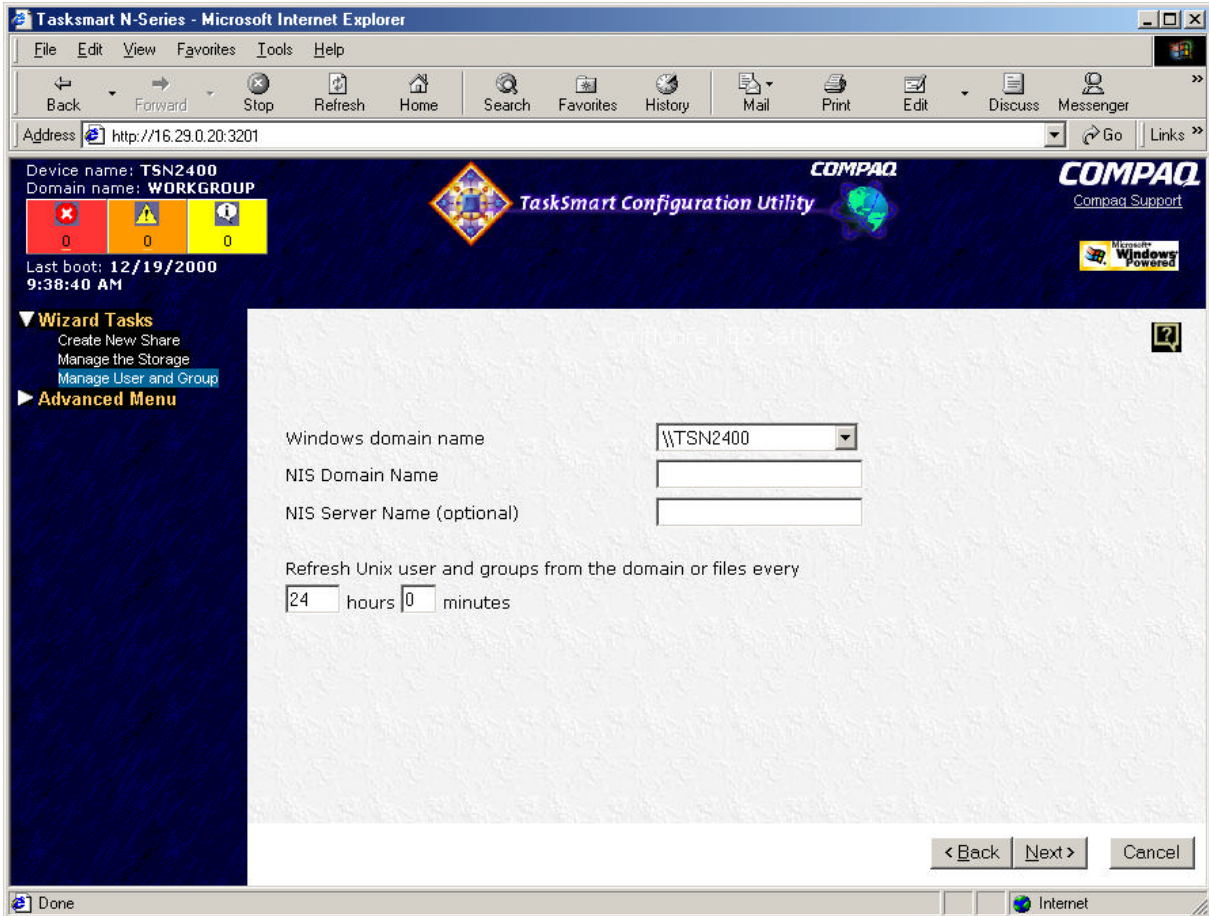 Tasksmart N-Series - Microsoft Internet Explorer
File Edit View Favorites Tools Help
Back Forward Stop Refresh Home Search Favorites History Mail Print Edit Discuss Messenger »
Address http://16.29.0.20:3201 Go Links »
Device name: TSN2400
Domain name: WORKGROUP
0 0 0
Last boot: 12/19/2000
9:38:40 AM
TaskSmart Configuration Utility
COMPAQ
COMPAQ
Compaq Support
Microsoft
Windows
Powered
Wizard Tasks
Create New Share
Manage the Storage
Manage User and Group
Advanced Menu
Windows domain name \\TSN2400
NIS Domain Name
NIS Server Name (optional)
Refresh Unix user and groups from the domain or files every
24 hours 0 minutes
< Back Next > Cancel
Done Internet